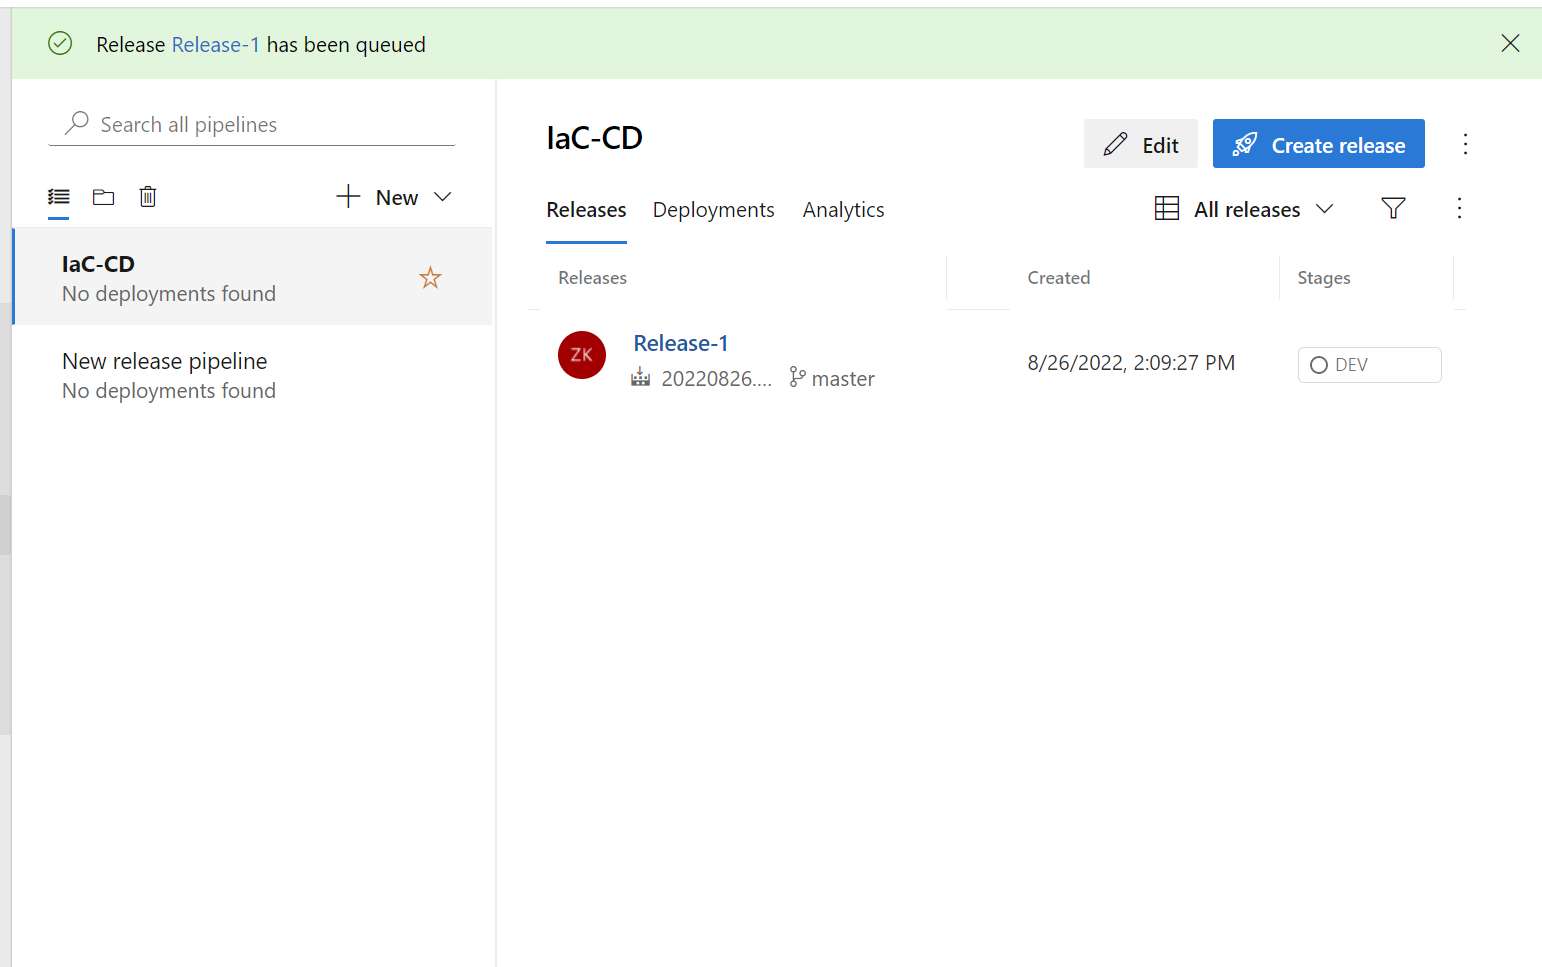 Release Release-1 has been queued
Search all pipelines
New
IaC-CD
No deployments found
New release pipeline
No deployments found
IaC-CD
Edit
Create release
Releases Deployments Analytics
All releases
Releases Created Stages
ZK
Release-1
20220826.... master
8/26/2022, 2:09:27 PM
DEV